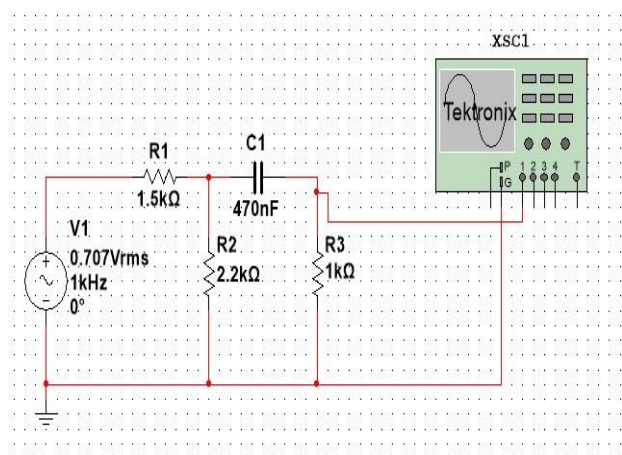 XSC1
Tektronix
P 1 2 3 4 T
G
R1
1.5kΩ
C1
470nF
V1
0.707Vrms
1kHz
0°
R2
2.2kΩ
R3
1kΩ